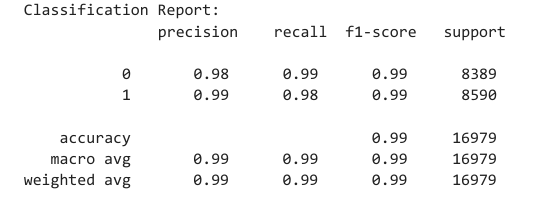 Classification Report:
precision recall f1-score support
0 0.98 0.99 0.99 8389
1 0.99 0.98 0.99 8590
accuracy 0.99 16979
macro avg 0.99 0.99 0.99 16979
weighted avg 0.99 0.99 0.99 16979